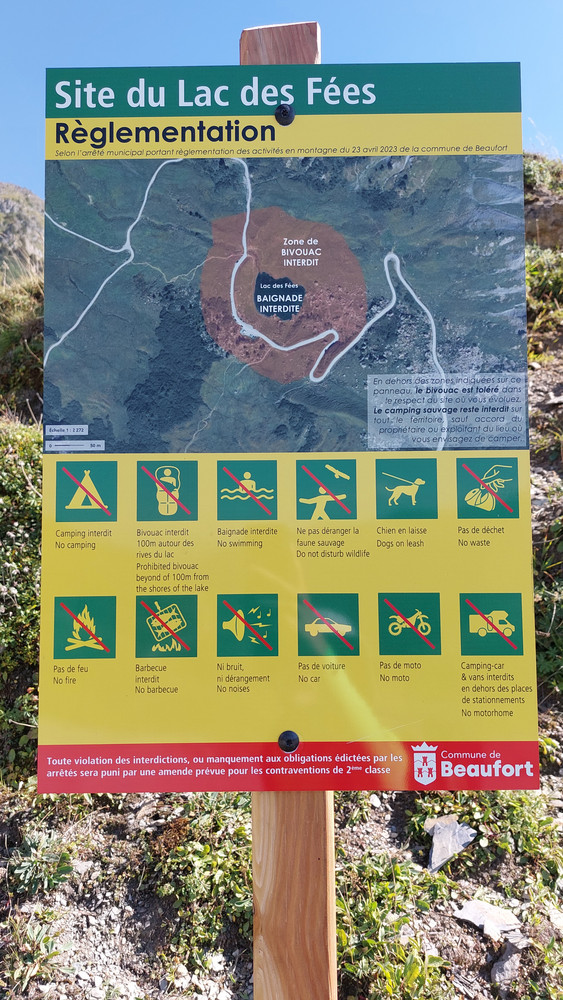 Site du Lac des Fées
Règlementation
Selon l'arrêté municipal portant règlementation des activités en montagne du 23 avril 2023 de la commune de Beaufort
Zone de
BIVOUAC
INTERDIT
Lac des Fées
BAIGNADE
INTERDITE
En dehors des zones indiquées sur ce
panneau, le bivouac est toléré dans
le respect du site où vous évoluez.
Le camping sauvage reste interdit sur
tout le territoire sauf accord du
propriétaire ou exploitant du lieu où
vous envisagez de camper.
Echelle 1 : 2 272
0
50 m
Camping interdit
No camping
Bivouac interdit
100m autour des
rives du lac
Prohibited bivouac
beyond of 100m from
the shores of the lake
Baignade interdite
No swimming
Ne pas déranger la
faune sauvage
Do not disturb wildlife
Chien en laisse
Dogs on leash
Pas de déchet
No waste
Pas de feu
No fire
Barbecue
interdit
No barbecue
Ni bruit,
ni dérangement
No noises
Pas de voiture
No car
Pas de moto
No moto
Camping-car
& vans interdits
en dehors des places
de stationnements
No motorhome
Toute violation des interdictions, ou manquement aux obligations édictées par les
arrêtés sera puni par une amende prévue pour les contraventions de 2ème classe
Commune de
Beaufort